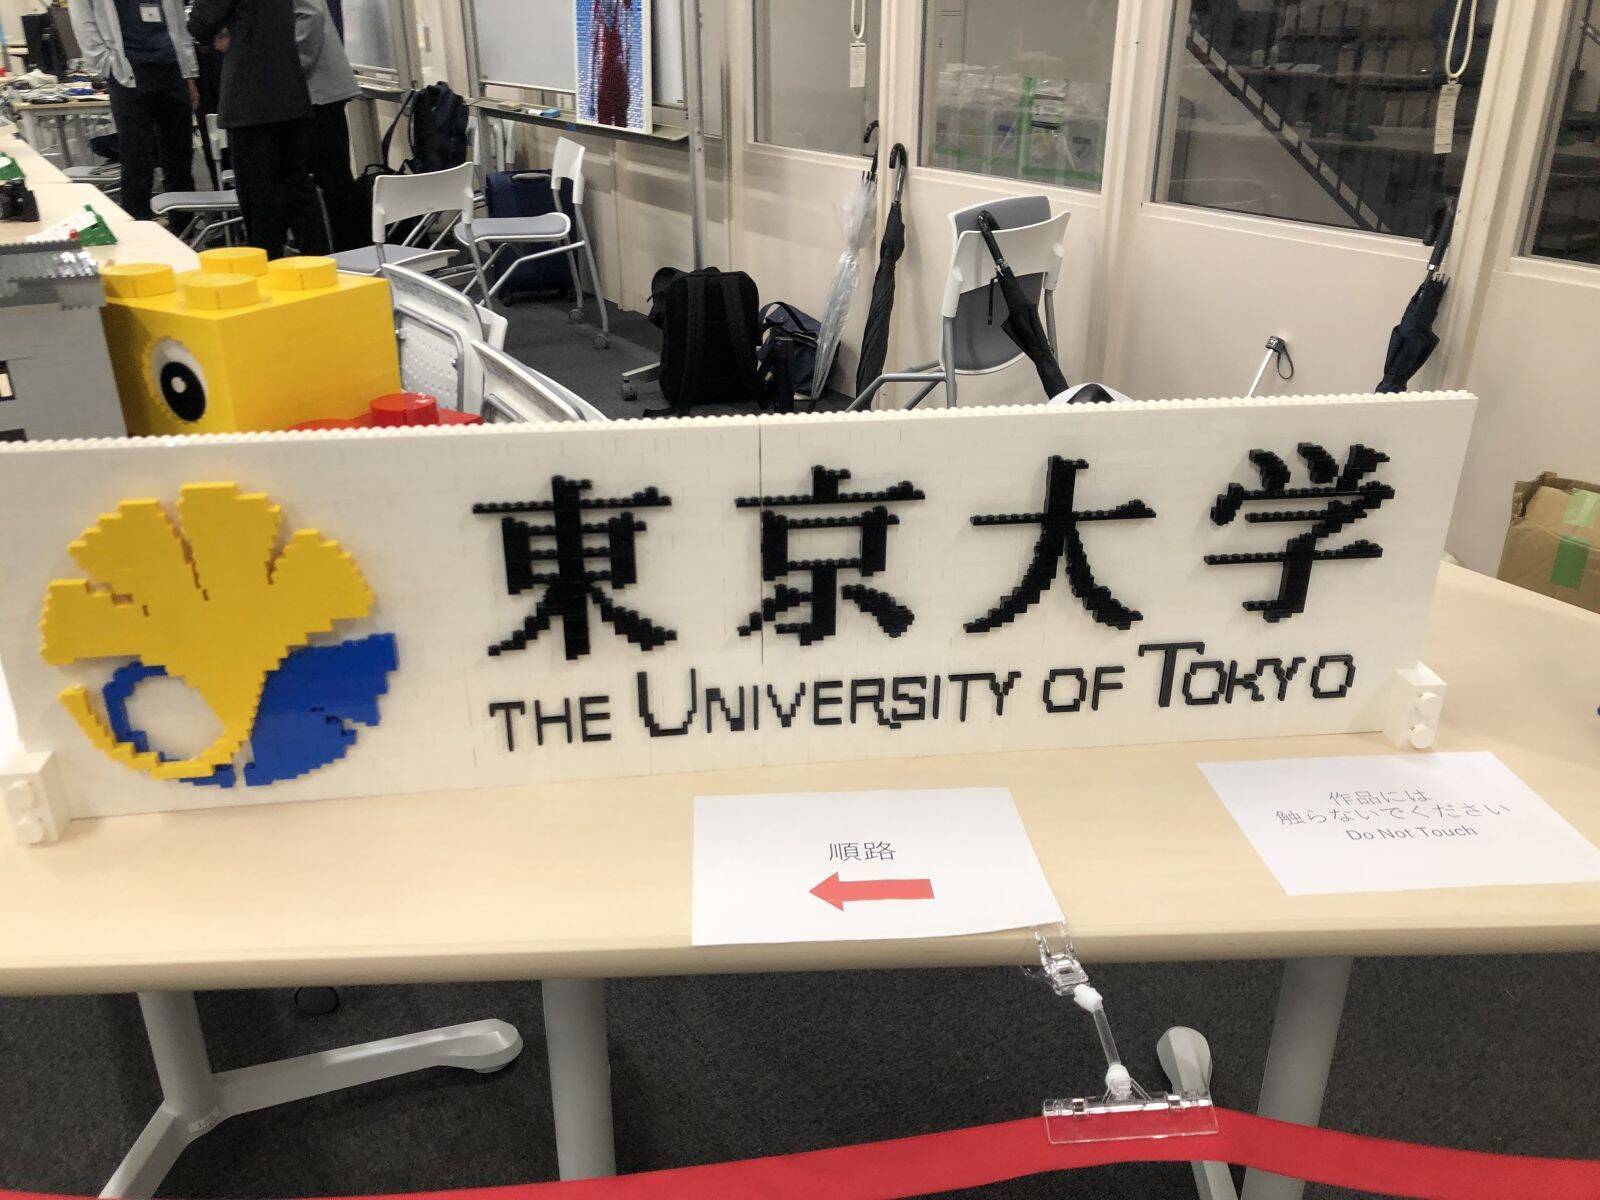 東京大学
THE UNIVERSITY OF TOKYO
順路
作品には
触らないでください
Do Not Touch